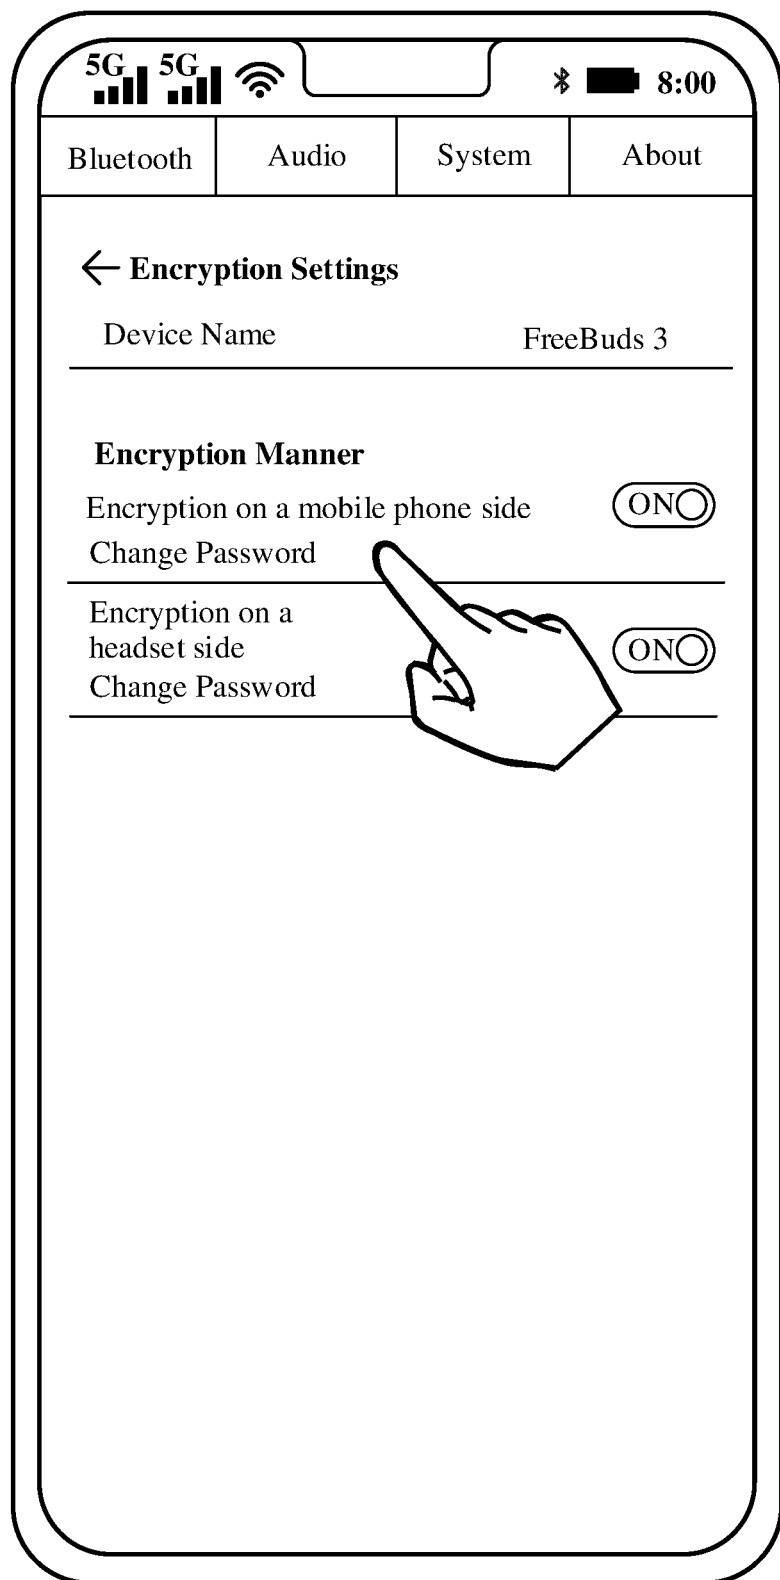 5G 5G 8:00
Bluetooth Audio System About
Encryption Settings
Device Name FreeBuds 3
Encryption Manner
Encryption on a mobile phone side ON
Change Password
Encryption on a
headset side ON
Change Password